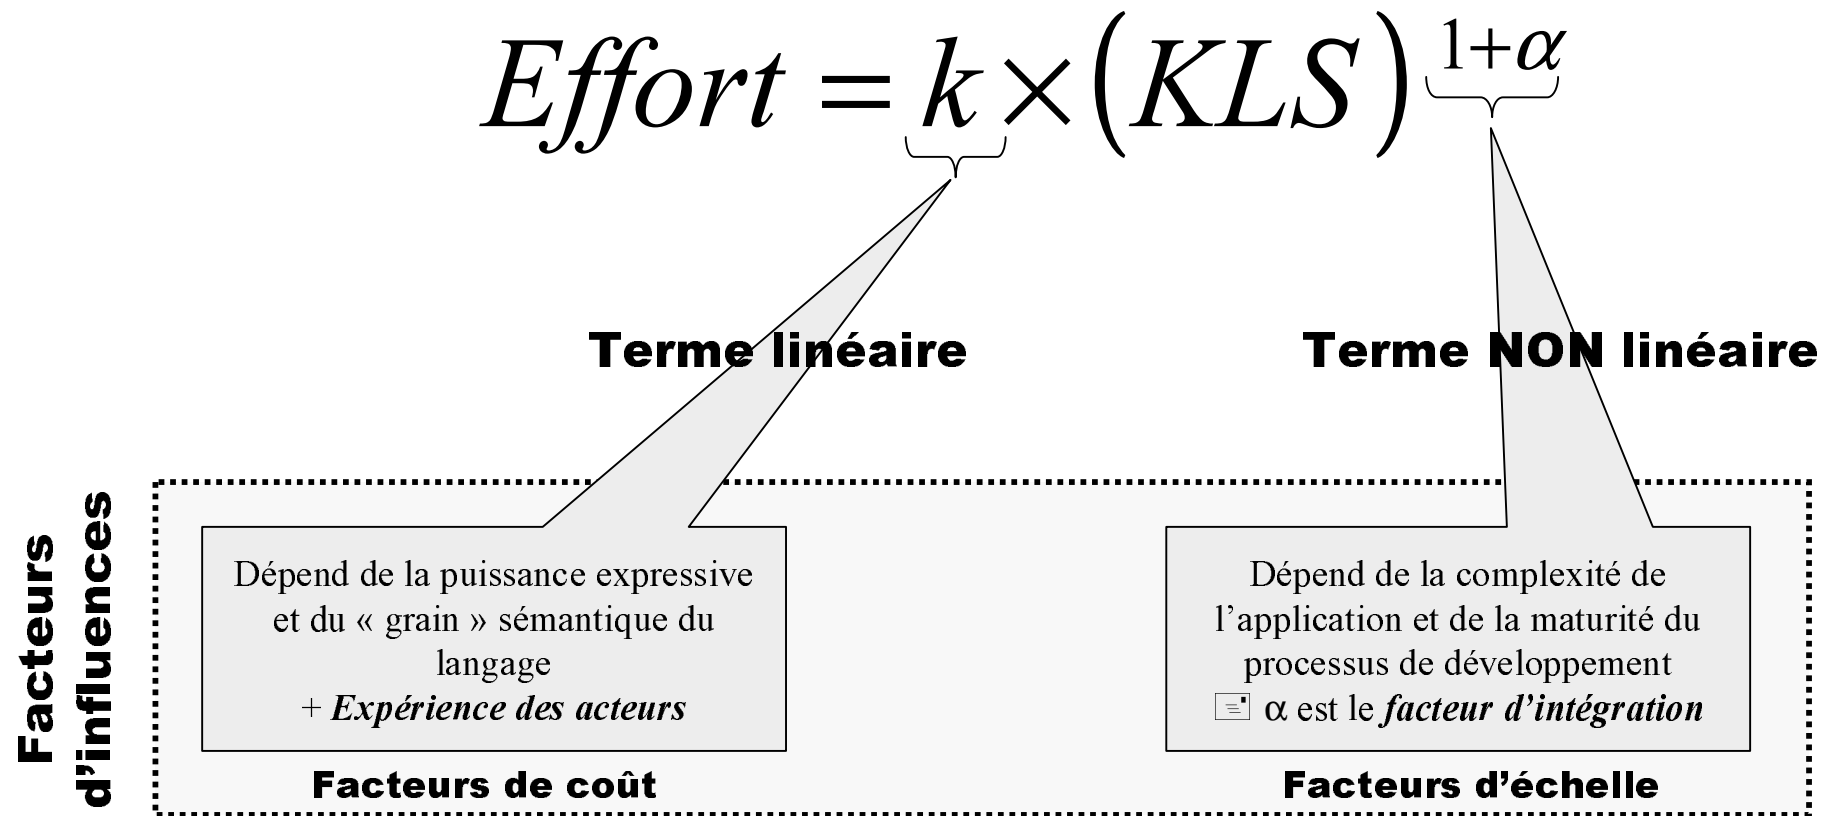 Effort = k × (KLS)^{1+α}
Terme linéaire
Terme NON linéaire
Facteurs
d’influences
Dépend de la puissance expressive
et du « grain » sémantique du
langage
+ Expérience des acteurs
Facteurs de coût
Dépend de la complexité de
l’application et de la maturité du
processus de développement
α est le facteur d’intégration
Facteurs d’échelle